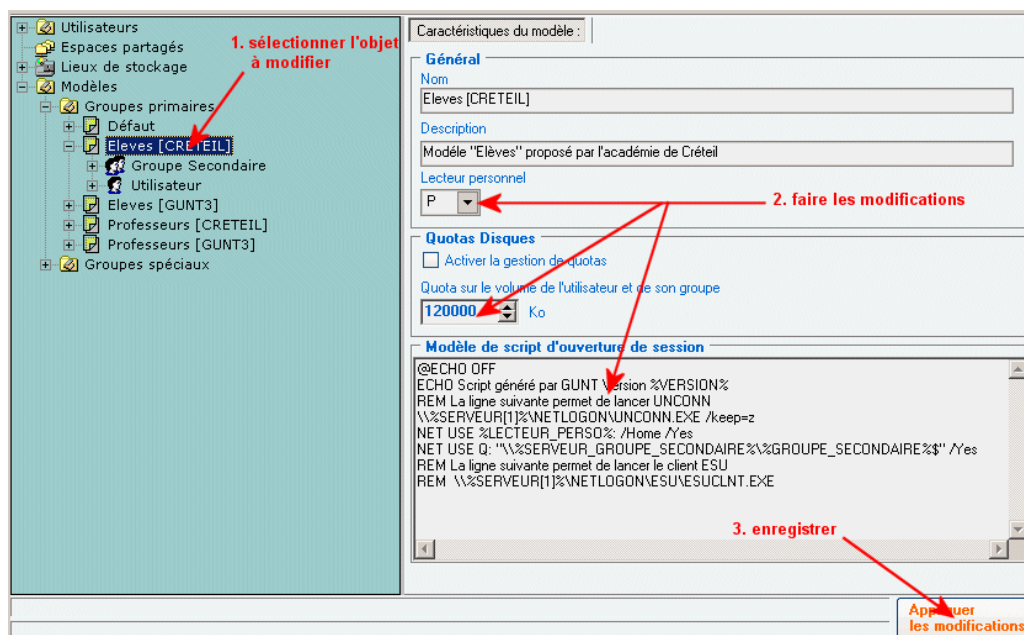 Utilisateurs
Espaces partagés
Lieux de stockage
Modèles
Groupes primaires
Défaut
Eleves [CRETEIL]
Groupe Secondaire
Utilisateur
Eleves [GUNT3]
Professeurs [CRETEIL]
Professeurs [GUNT3]
Groupes spéciaux
1. sélectionner l'objet
à modifier
Caractéristiques du modèle :
Général
Nom
Eleves [CRETEIL]
Description
Modéle "Elèves" proposé par l'académie de Créteil
Lecteur personnel
P
2. faire les modifications
Quotas Disques
Activer la gestion de quotas
Quota sur le volume de l'utilisateur et de son groupe
120000 Ko
Modèle de script d'ouverture de session
@ECHO OFF
ECHO Script généré par GUNT Version %VERSION%
REM La ligne suivante permet de lancer UNCONN
\\%SERVEUR[1]%\NETLOGON\UNCONN.EXE /keep=z
NET USE %LECTEUR_PERSO%: /Home /Yes
NET USE Q: "\\%SERVEUR_GROUPE_SECONDAIRE%\%GROUPE_SECONDAIRE%$" /Yes
REM La ligne suivante permet de lancer le client ESU
REM \\%SERVEUR[1]%\NETLOGON\ESU\ESUCLNT.EXE
3. enregistrer
Appliquer
les modifications